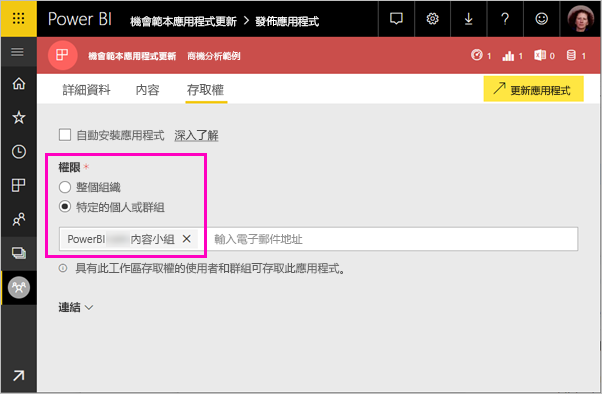 Power BI 機會範本應用程式更新 > 發佈應用程式
機會範本應用程式更新 商機分析範例 1 1 0 1
詳細資料 內容 存取權 更新應用程式
自動安裝應用程式 深入了解
權限 *
整個組織
特定的個人或群組
PowerBI 內容小組 × 輸入電子郵件地址
具有此工作區存取權的使用者和群組可存取此應用程式。
連結